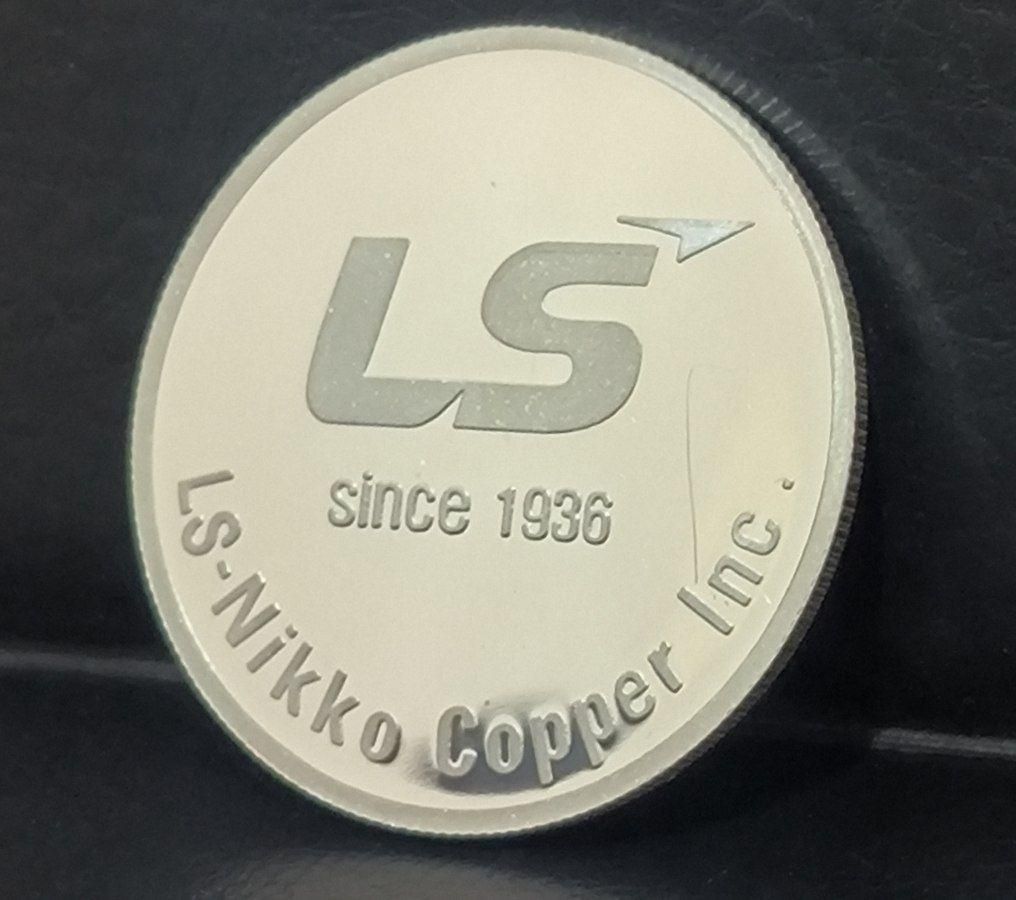 LS
since 1936
LS-Nikko Copper Inc.